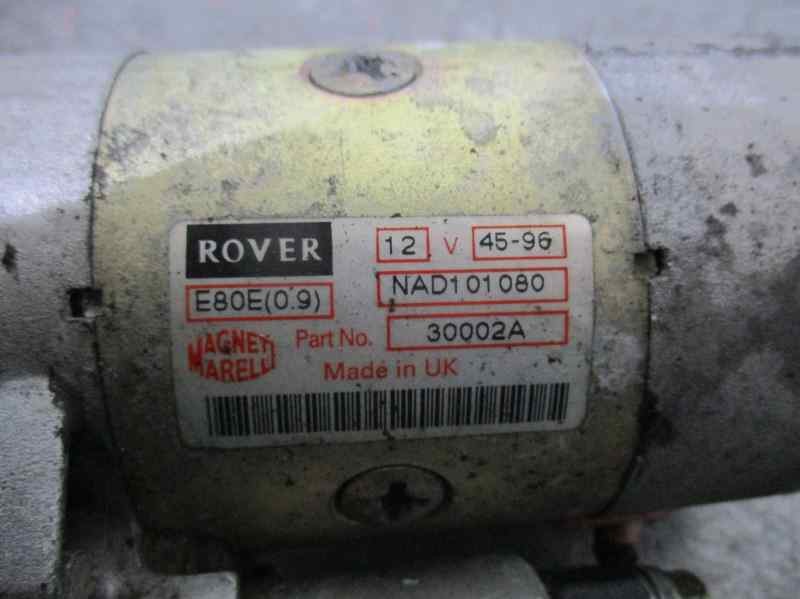 ROVER 12 V 45-96
E80E(0.9) NAD101080
MAGNETI MARELLI Part No. 30002A
Made in UK